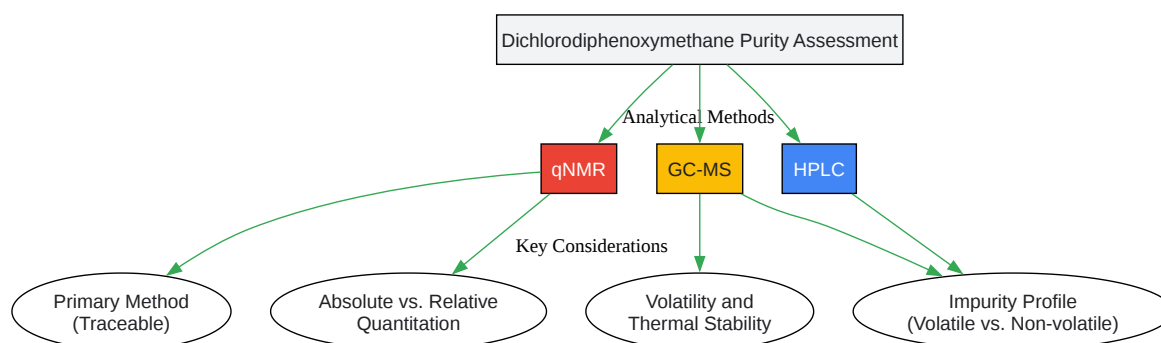 Dichlorodiphenoxymethane Purity Assessment
Analytical Methods
qNMR
GC-MS
HPLC
Key Considerations
Primary Method
(Traceable)
Absolute vs. Relative
Quantitation
Volatility and
Thermal Stability
Impurity Profile
(Volatile vs. Non-volatile)